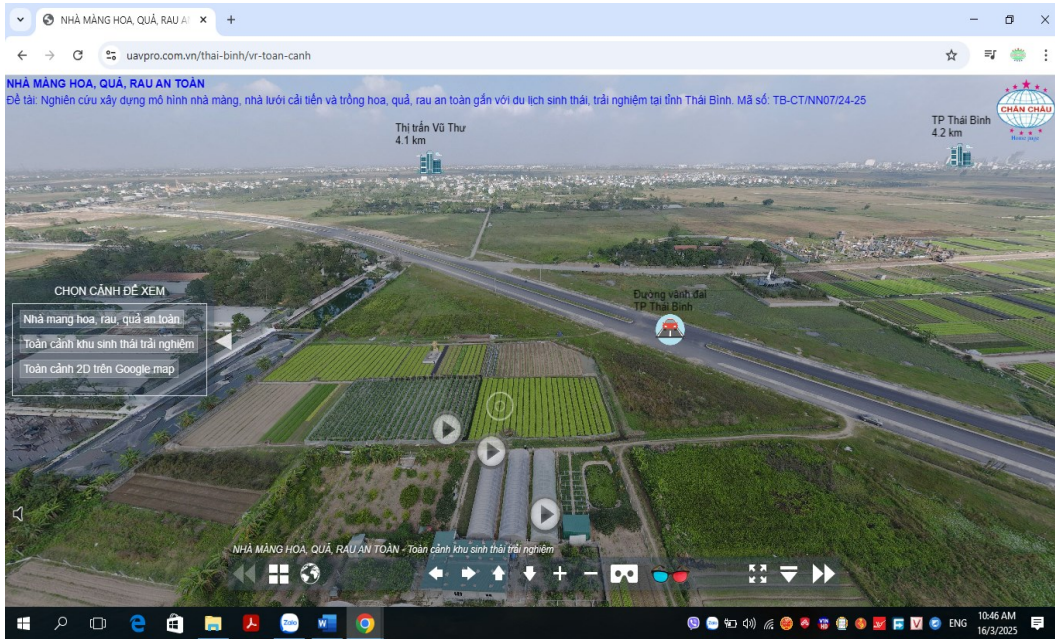 NHÀ MÀNG HOA, QUẢ, RAU A
uavpro.com.vn/thai-binh/vr-toan-canh
NHÀ MÀNG HOA, QUẢ, RAU AN TOÀN
Đề tài: Nghiên cứu xây dựng mô hình nhà màng, nhà lưới cải tiến và trồng hoa, quả, rau an toàn gắn với du lịch sinh thái, trải nghiệm tại tỉnh Thái Bình. Mã số: TB-CT/NN07/24-25
CHÂN CHÂU
Home page
Thị trấn Vũ Thư
4.1 km
TP Thái Bình
4.2 km
CHỌN CẢNH ĐỂ XEM
Nhà mang hoa, rau, quả an toàn
Toàn cảnh khu sinh thái trải nghiệm
Toàn cảnh 2D trên Google map
Đường vành đai
TP Thái Bình
NHÀ MÀNG HOA, QUẢ, RAU AN TOÀN - Toàn cảnh khu sinh thái trải nghiệm
Zalo
ENG
10:46 AM
16/3/2025